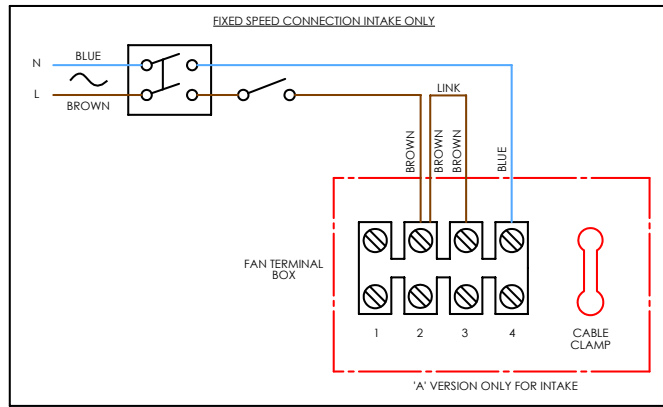 FIXED SPEED CONNECTION INTAKE ONLY
N
BLUE
L
BROWN
LINK
BROWN
BROWN
BROWN
BLUE
FAN TERMINAL
BOX
1 2 3 4
CABLE
CLAMP
'A' VERSION ONLY FOR INTAKE